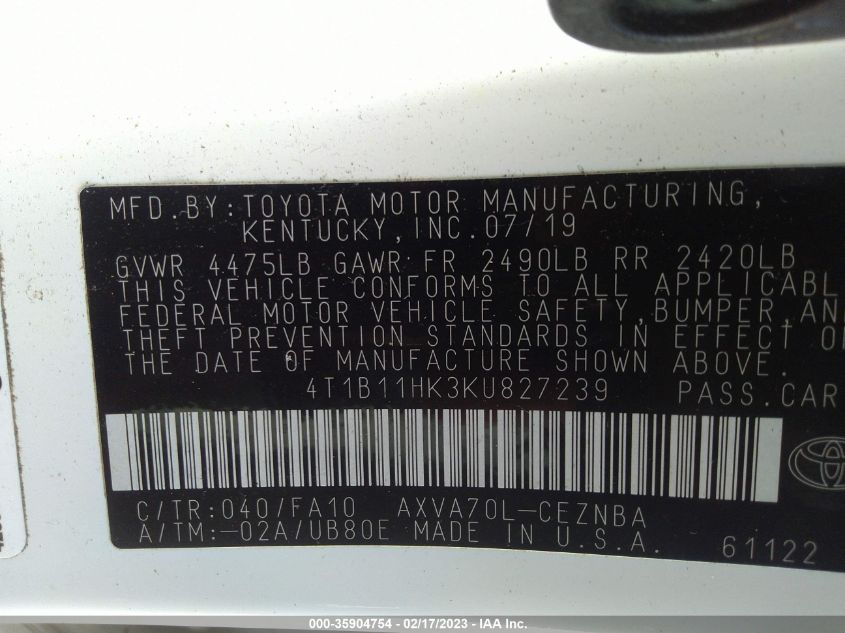 MFD.BY:TOYOTA MOTOR MANUFACTURING,
KENTUCKY,INC.07/19
GVWR 4475LB GAWR FR 2490LB RR 2420LB
THIS VEHICLE CONFORMS TO ALL APPLICABL
FEDERAL MOTOR VEHICLE SAFETY,BUMPER,AN
THEFT PREVENTION STANDARDS IN EFFECT O
THE DATE OF MANUFACTURE SHOWN ABOVE.
4T1B11HK3KU827239 PASS.CAR
C/TR:040/FA10 AXVA70L-CEZNBA
A/TM:-02A/UB80E MADE IN U.S.A. 61122
000-35904754 – 02/17/2023 – IAA Inc.